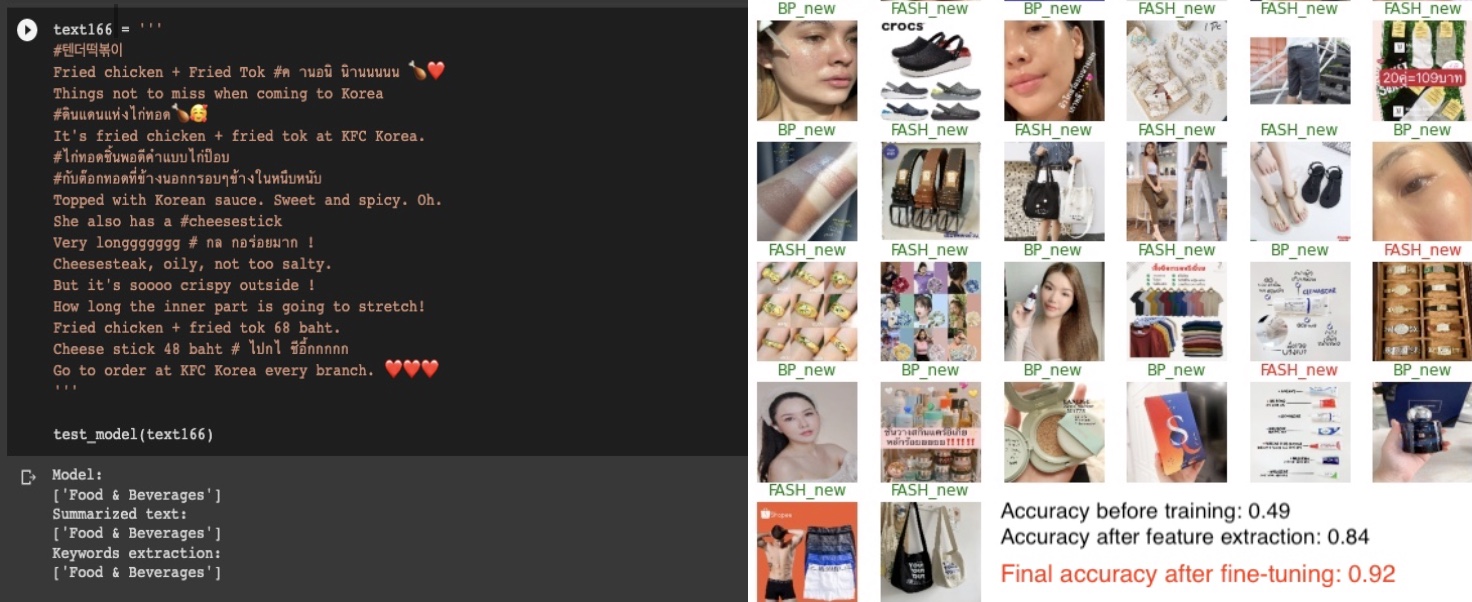 text166 = '''
#텐더떡볶이
Fried chicken + Fried Tok #ค านอนิ น้านนนนน 🍗❤️
Things not to miss when coming to Korea
#ดินแดนแห่งไก่ทอด🍗🥰
It's fried chicken + fried tok at KFC Korea.
#ไก่ทอดชิ้นพอดีคำแบบไก่ป๊อบ
#กับต๊อกทอดที่ข้างนอกกรอบๆข้างในหนึบหนับ
Topped with Korean sauce. Sweet and spicy. Oh.
She also has a #cheesestick
Very longgggggg # กล กอร่อยมาก !
Cheesesteak, oily, not too salty.
But it's soooo crispy outside !
How long the inner part is going to stretch!
Fried chicken + fried tok 68 baht.
Cheese stick 48 baht # ไปกไ ชีอิ้กกกกก
Go to order at KFC Korea every branch. ❤️❤️❤️
'''
test_model(text166)
Model:
['Food & Beverages']
Summarized text:
['Food & Beverages']
Keywords extraction:
['Food & Beverages']
BP_new FASH_new BP_new FASH_new FASH_new FASH_new
crocs
20คู่=109บาท
BP_new FASH_new FASH_new FASH_new FASH_new BP_new
FASH_new FASH_new BP_new FASH_new BP_new FASH_new
BP_new BP_new BP_new BP_new FASH_new BP_new
FASH_new FASH_new
Shopee
Accuracy before training: 0.49
Accuracy after feature extraction: 0.84
Final accuracy after fine-tuning: 0.92